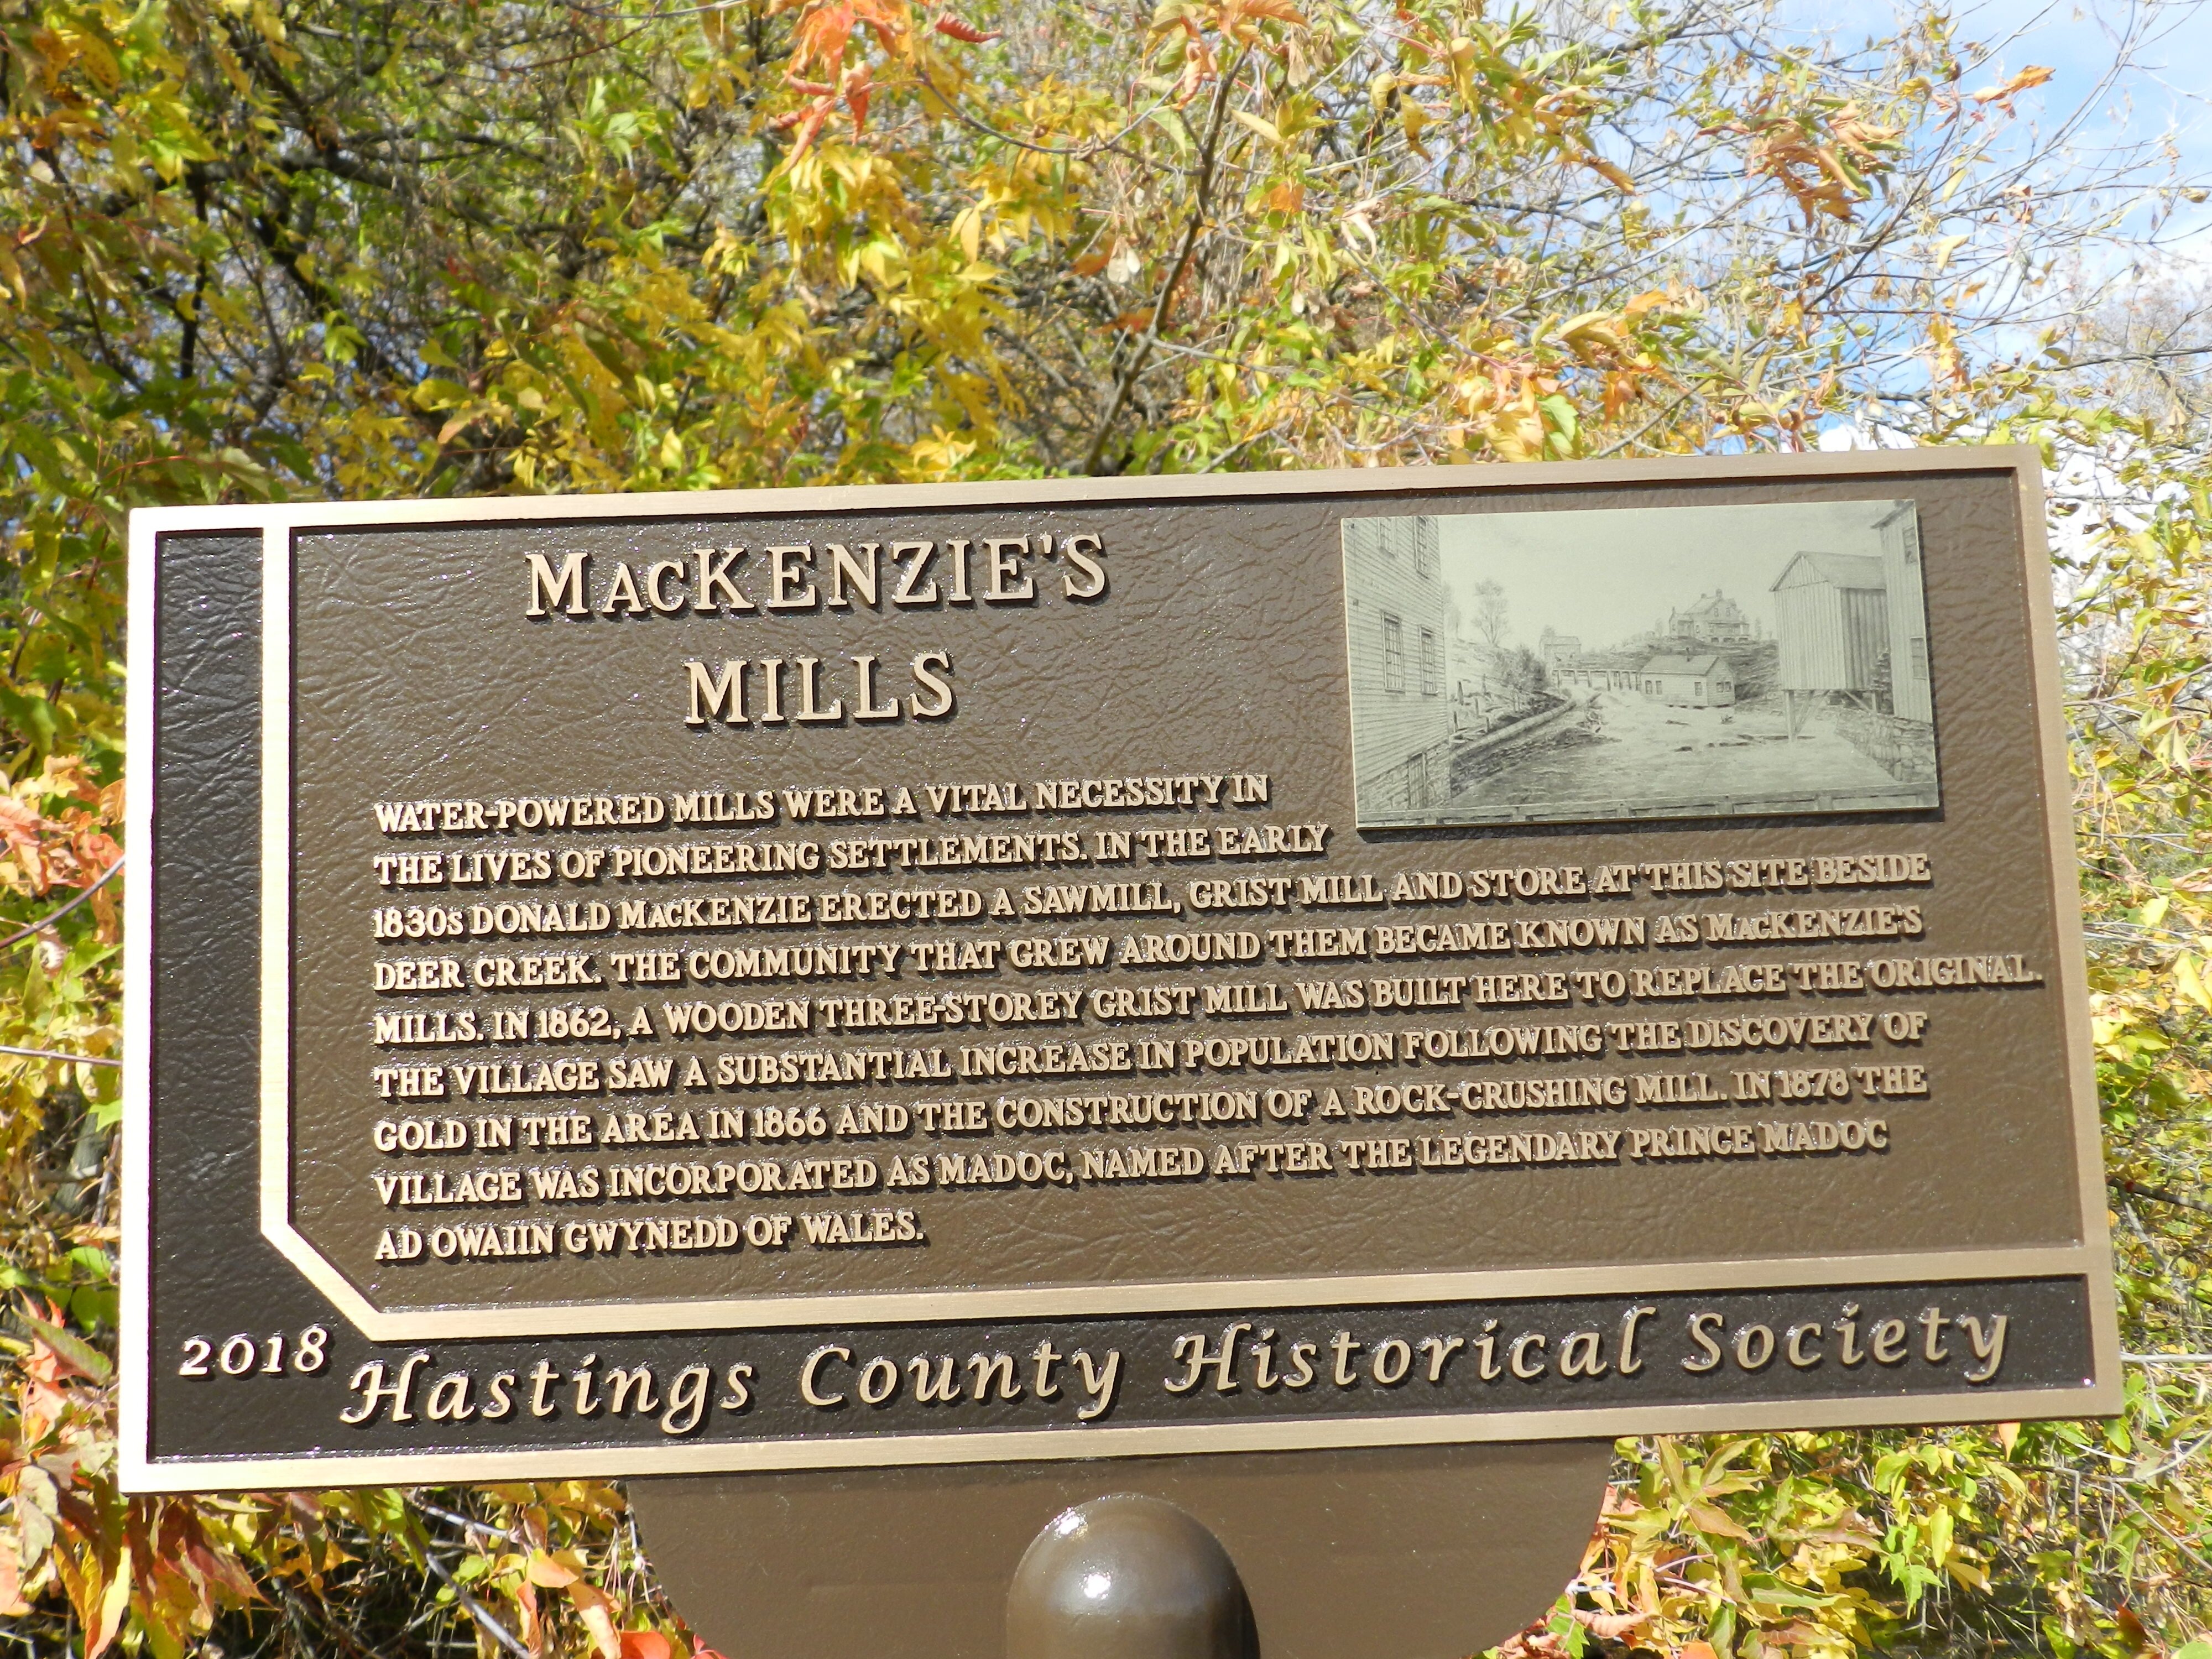 MacKENZIE'S
MILLS
WATER-POWERED MILLS WERE A VITAL NECESSITY IN
THE LIVES OF PIONEERING SETTLEMENTS. IN THE EARLY
1830s DONALD MacKENZIE ERECTED A SAWMILL, GRIST MILL AND STORE AT THIS SITE BESIDE
DEER CREEK. THE COMMUNITY THAT GREW AROUND THEM BECAME KNOWN AS MacKENZIE'S
MILLS. IN 1862, A WOODEN THREE-STOREY GRIST MILL WAS BUILT HERE TO REPLACE THE ORIGINAL.
THE VILLAGE SAW A SUBSTANTIAL INCREASE IN POPULATION FOLLOWING THE DISCOVERY OF
GOLD IN THE AREA IN 1866 AND THE CONSTRUCTION OF A ROCK-CRUSHING MILL. IN 1878 THE
VILLAGE WAS INCORPORATED AS MADOC, NAMED AFTER THE LEGENDARY PRINCE MADOC
AD OWAIIN GWYNEDD OF WALES.
2018 Hastings County Historical Society